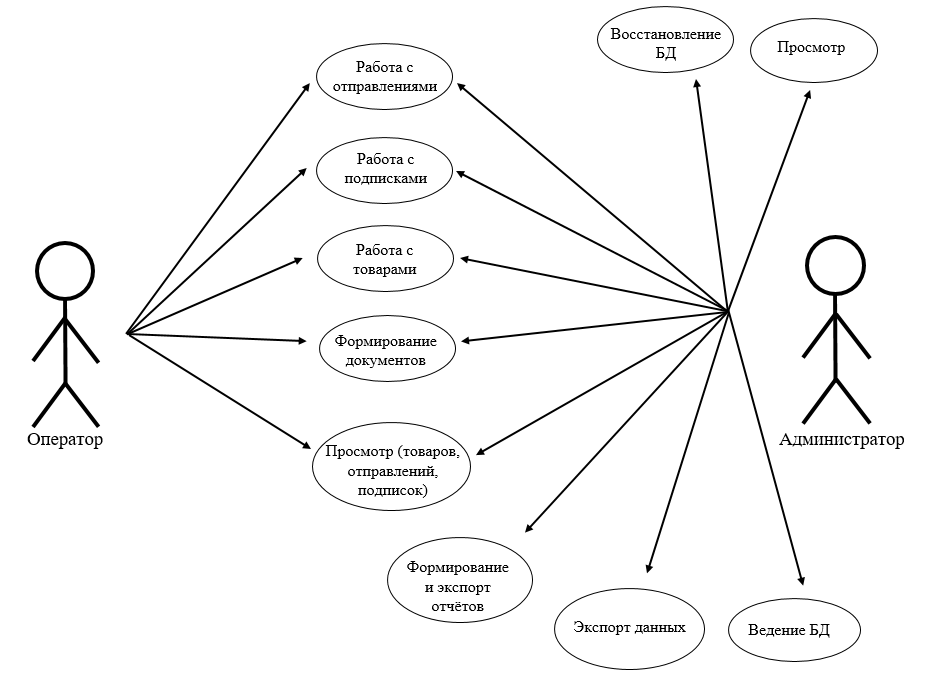 Восстановление
БД
Просмотр
Работа с
отправлениями
Работа с
подписками
Работа с
товарами
Формирование
документов
Просмотр (товаров,
отправлений,
подписок)
Оператор
Администратор
Формирование
и экспорт
отчётов
Экспорт данных
Ведение БД